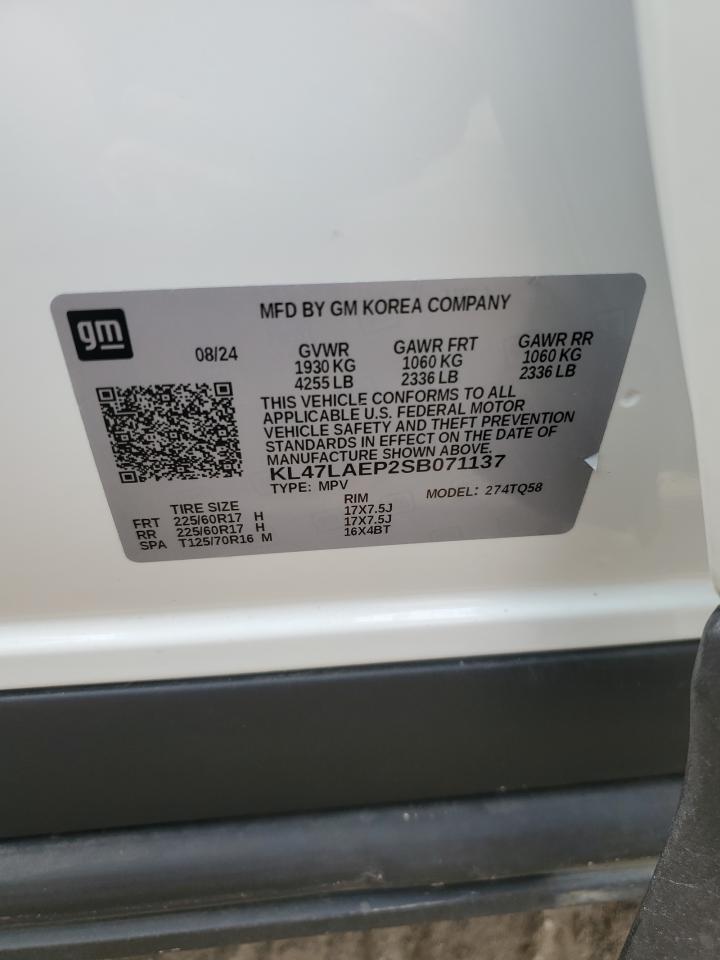 gm
MFD BY GM KOREA COMPANY
08/24
GVWR
1930 KG
4255 LB
GAWR FRT
1060 KG
2336 LB
GAWR RR
1060 KG
2336 LB
THIS VEHICLE CONFORMS TO ALL
APPLICABLE U.S. FEDERAL MOTOR
VEHICLE SAFETY AND THEFT PREVENTION
STANDARDS IN EFFECT ON THE DATE OF
MANUFACTURE SHOWN ABOVE.
KL47LAEP2SB071137
TYPE: MPV
MODEL: 274TQ58
TIRE SIZE RIM
FRT 225/60R17 H 17X7.5J
RR 225/60R17 H 17X7.5J
SPA T125/70R16 M 16X4BT